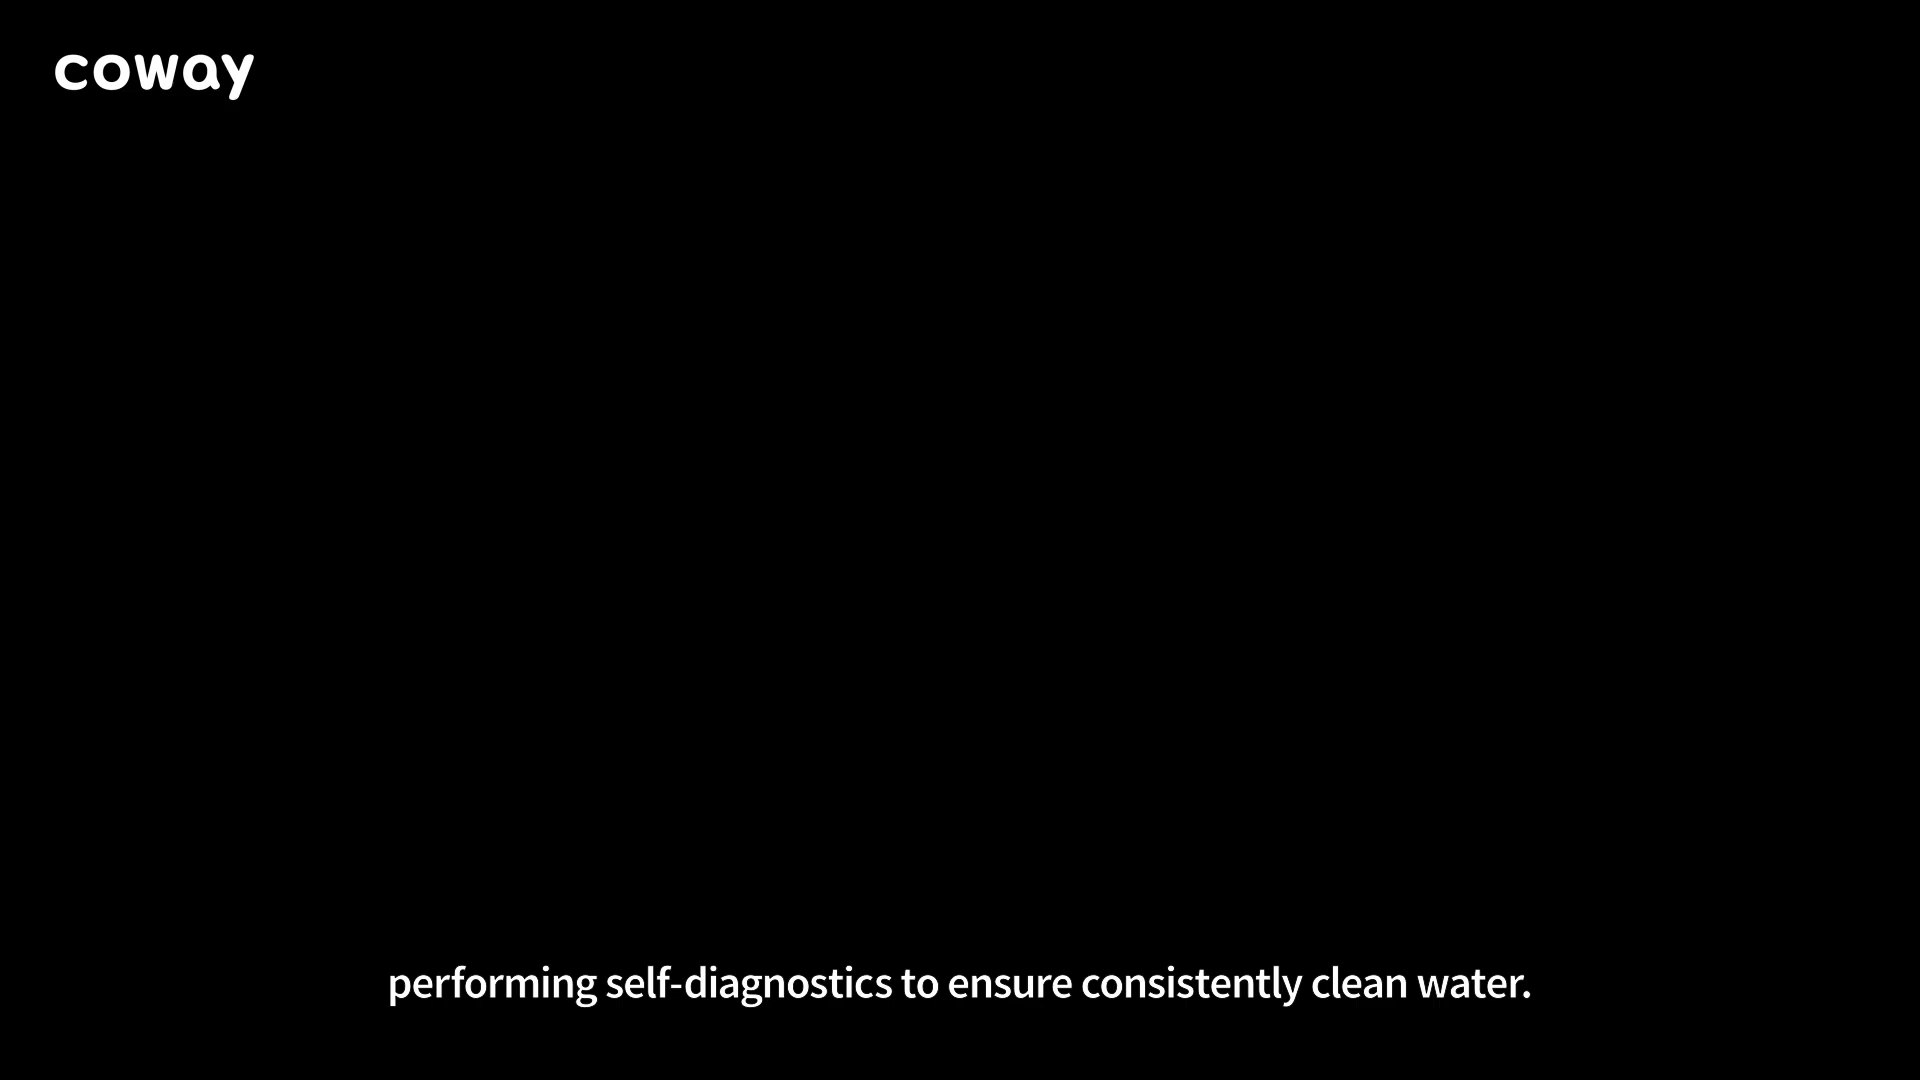 coway
performing self-diagnostics to ensure consistently clean water.